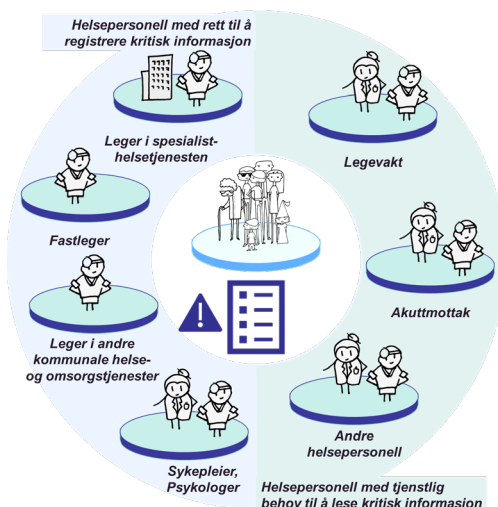 Helsepersonell med rett til å
registrere kritisk informasjon
Leger i spesialist-
helsetjenesten
Fastleger
Leger i andre
kommunale helse-
og omsorgstjenester
Sykepleier,
Psykologer
Legevakt
Akuttmottak
Andre
helsepersonell
Helsepersonell med tjenstlig
behov til å lese kritisk informasjon